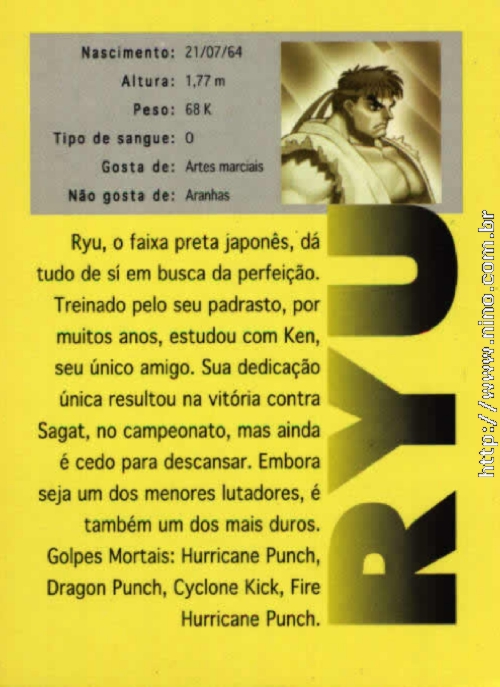 Nascimento: 21/07/64
Altura: 1,77 m
Peso: 68 K
Tipo de sangue: O
Gosta de: Artes marciais
Não gosta de: Aranhas
Ryu, o faixa preta japonês, dá
tudo de sí em busca da perfeição.
Treinado pelo seu padrasto, por
muitos anos, estudou com Ken,
seu único amigo. Sua dedicação
única resultou na vitória contra
Sagat, no campeonato, mas ainda
é cedo para descansar. Embora
seja um dos menores lutadores, é
também um dos mais duros.
Golpes Mortais: Hurricane Punch,
Dragon Punch, Cyclone Kick, Fire
Hurricane Punch.
RYU
http://www.nino.com.br